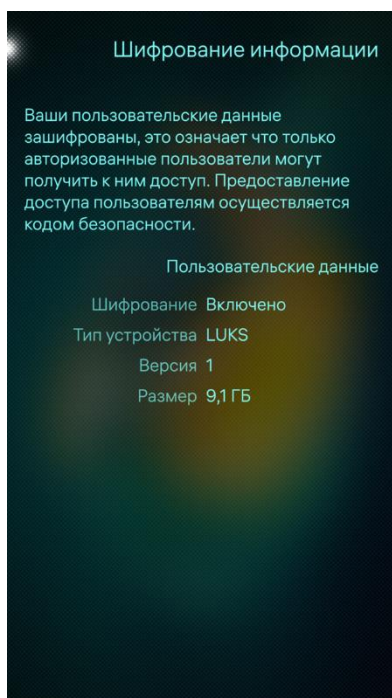 Шифрование информации
Ваши пользовательские данные
зашифрованы, это означает что только
авторизованные пользователи могут
получить к ним доступ. Предоставление
доступа пользователям осуществляется
кодом безопасности.
Пользовательские данные
Шифрование Включено
Тип устройства LUKS
Версия 1
Размер 9,1 ГБ